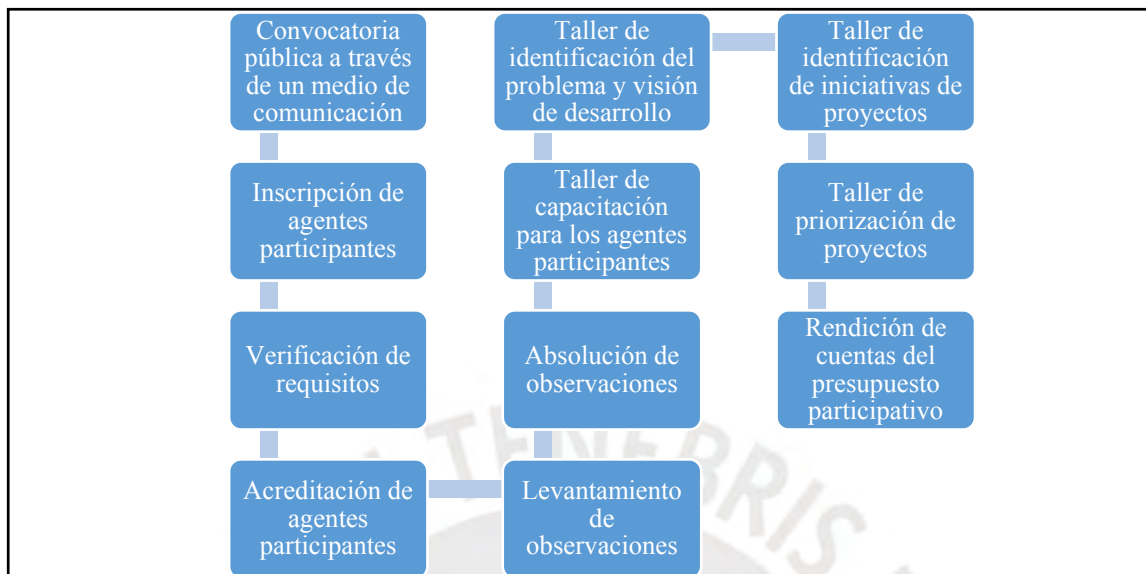 Convocatoria
pública a través
de un medio de
comunicación
Inscripción de
agentes
participantes
Verificación de
requisitos
Acreditación de
agentes
participantes
Levantamiento
de
observaciones
Absolución de
observaciones
Taller de
capacitación
para los agentes
participantes
Taller de
identificación del
problema y visión
de desarrollo
Taller de
identificación
de iniciativas de
proyectos
Taller de
priorización de
proyectos
Rendición de
cuentas del
presupuesto
participativo
TENEBRIS